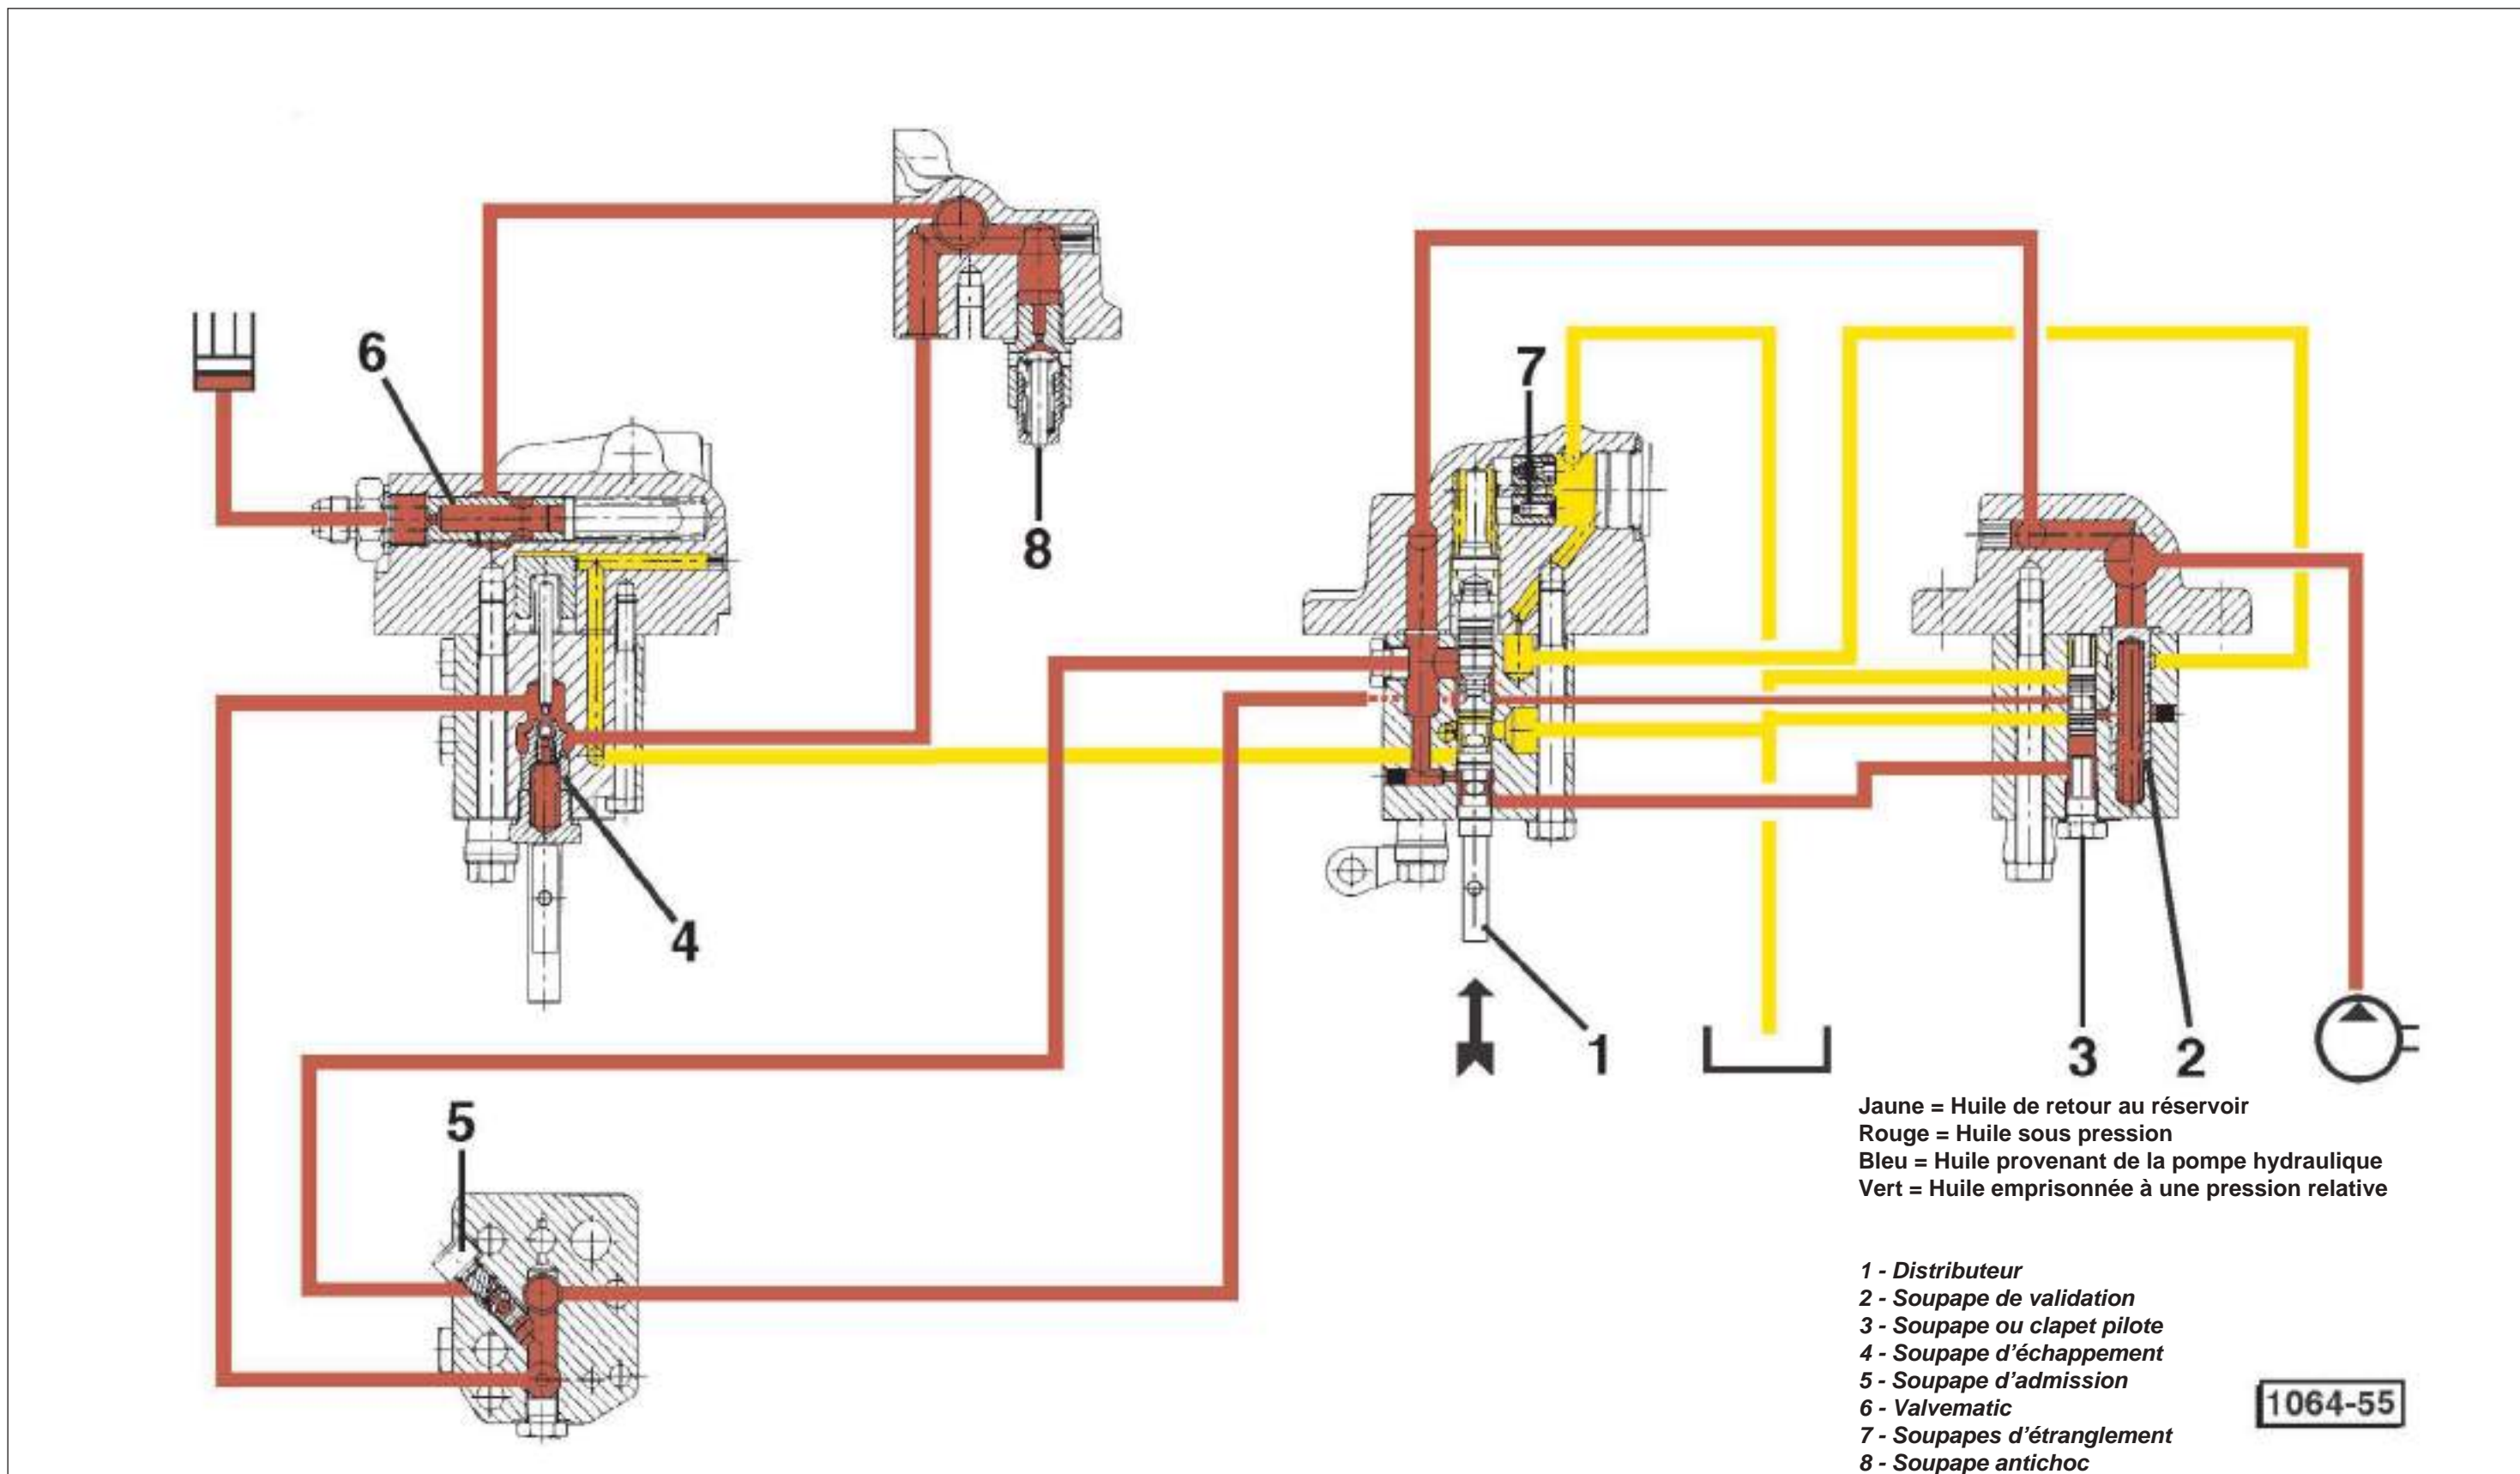 6
7
8
4
1
3
2
5
Jaune = Huile de retour au réservoir
Rouge = Huile sous pression
Bleu = Huile provenant de la pompe hydraulique
Vert = Huile emprisonnée à une pression relative
1 - Distributeur
2 - Soupape de validation
3 - Soupape ou clapet pilote
4 - Soupape d’échappement
5 - Soupape d’admission
6 - Valvematic
7 - Soupapes d’étranglement
8 - Soupape antichoc
1064-55